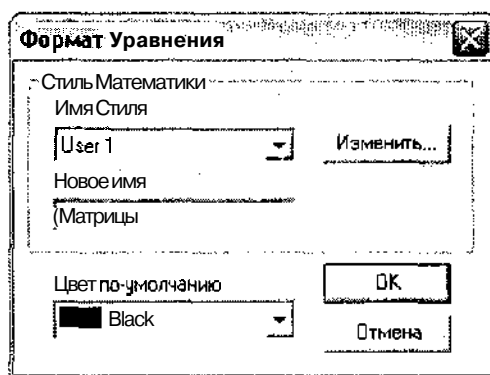 Формат Уравнения
Стиль Математики
Имя Стиля
User 1
Изменить...
Новое имя
(Матрицы
Цвет по-умолчанию
OK
Black
Отмена